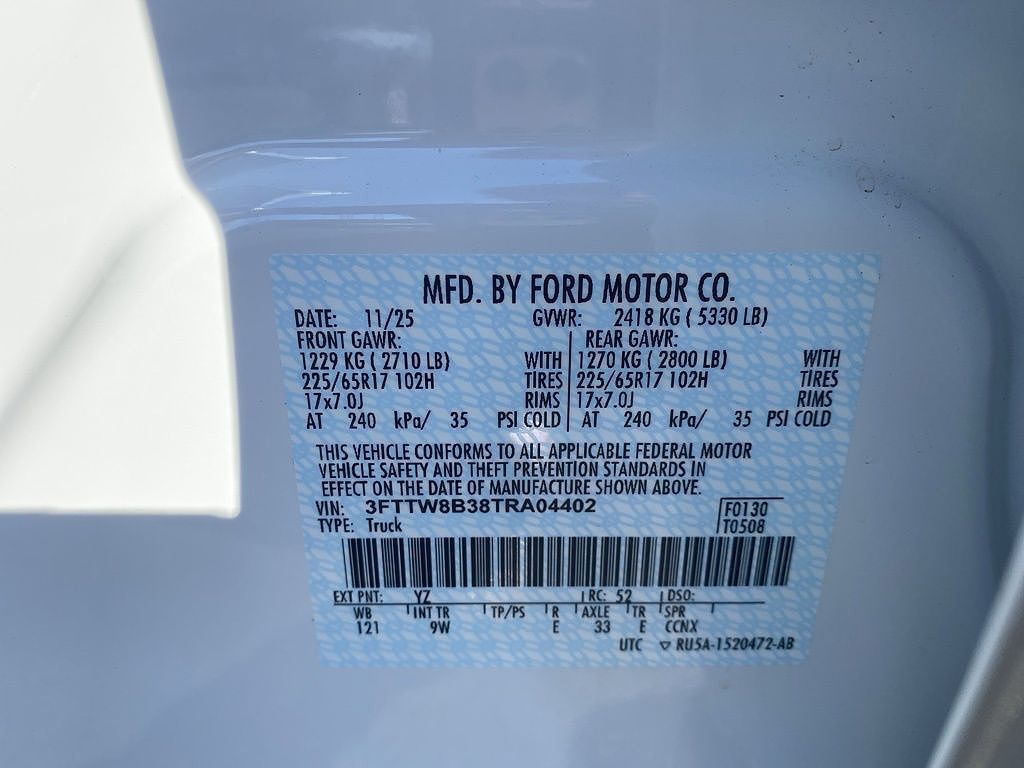 MFD. BY FORD MOTOR CO.
DATE: 11/25 GVWR: 2418 KG ( 5330 LB)
FRONT GAWR: REAR GAWR:
1229 KG ( 2710 LB) WITH 1270 KG ( 2800 LB) WITH
225/65R17 102H TIRES 225/65R17 102H TIRES
17x7.0J RIMS 17x7.0J RIMS
AT 240 kPa/ 35 PSI COLD AT 240 kPa/ 35 PSI COLD
THIS VEHICLE CONFORMS TO ALL APPLICABLE FEDERAL MOTOR
VEHICLE SAFETY AND THEFT PREVENTION STANDARDS IN
EFFECT ON THE DATE OF MANUFACTURE SHOWN ABOVE.
VIN: 3FTTW8B38TRA04402 F0130
TYPE: Truck T0508
EXT PNT: YZ RC: 52 DSO:
WB INT TR TP/PS R AXLE TR SPR
121 9W E 33 E CCNX
UTC ▽ RU5A-1520472-AB